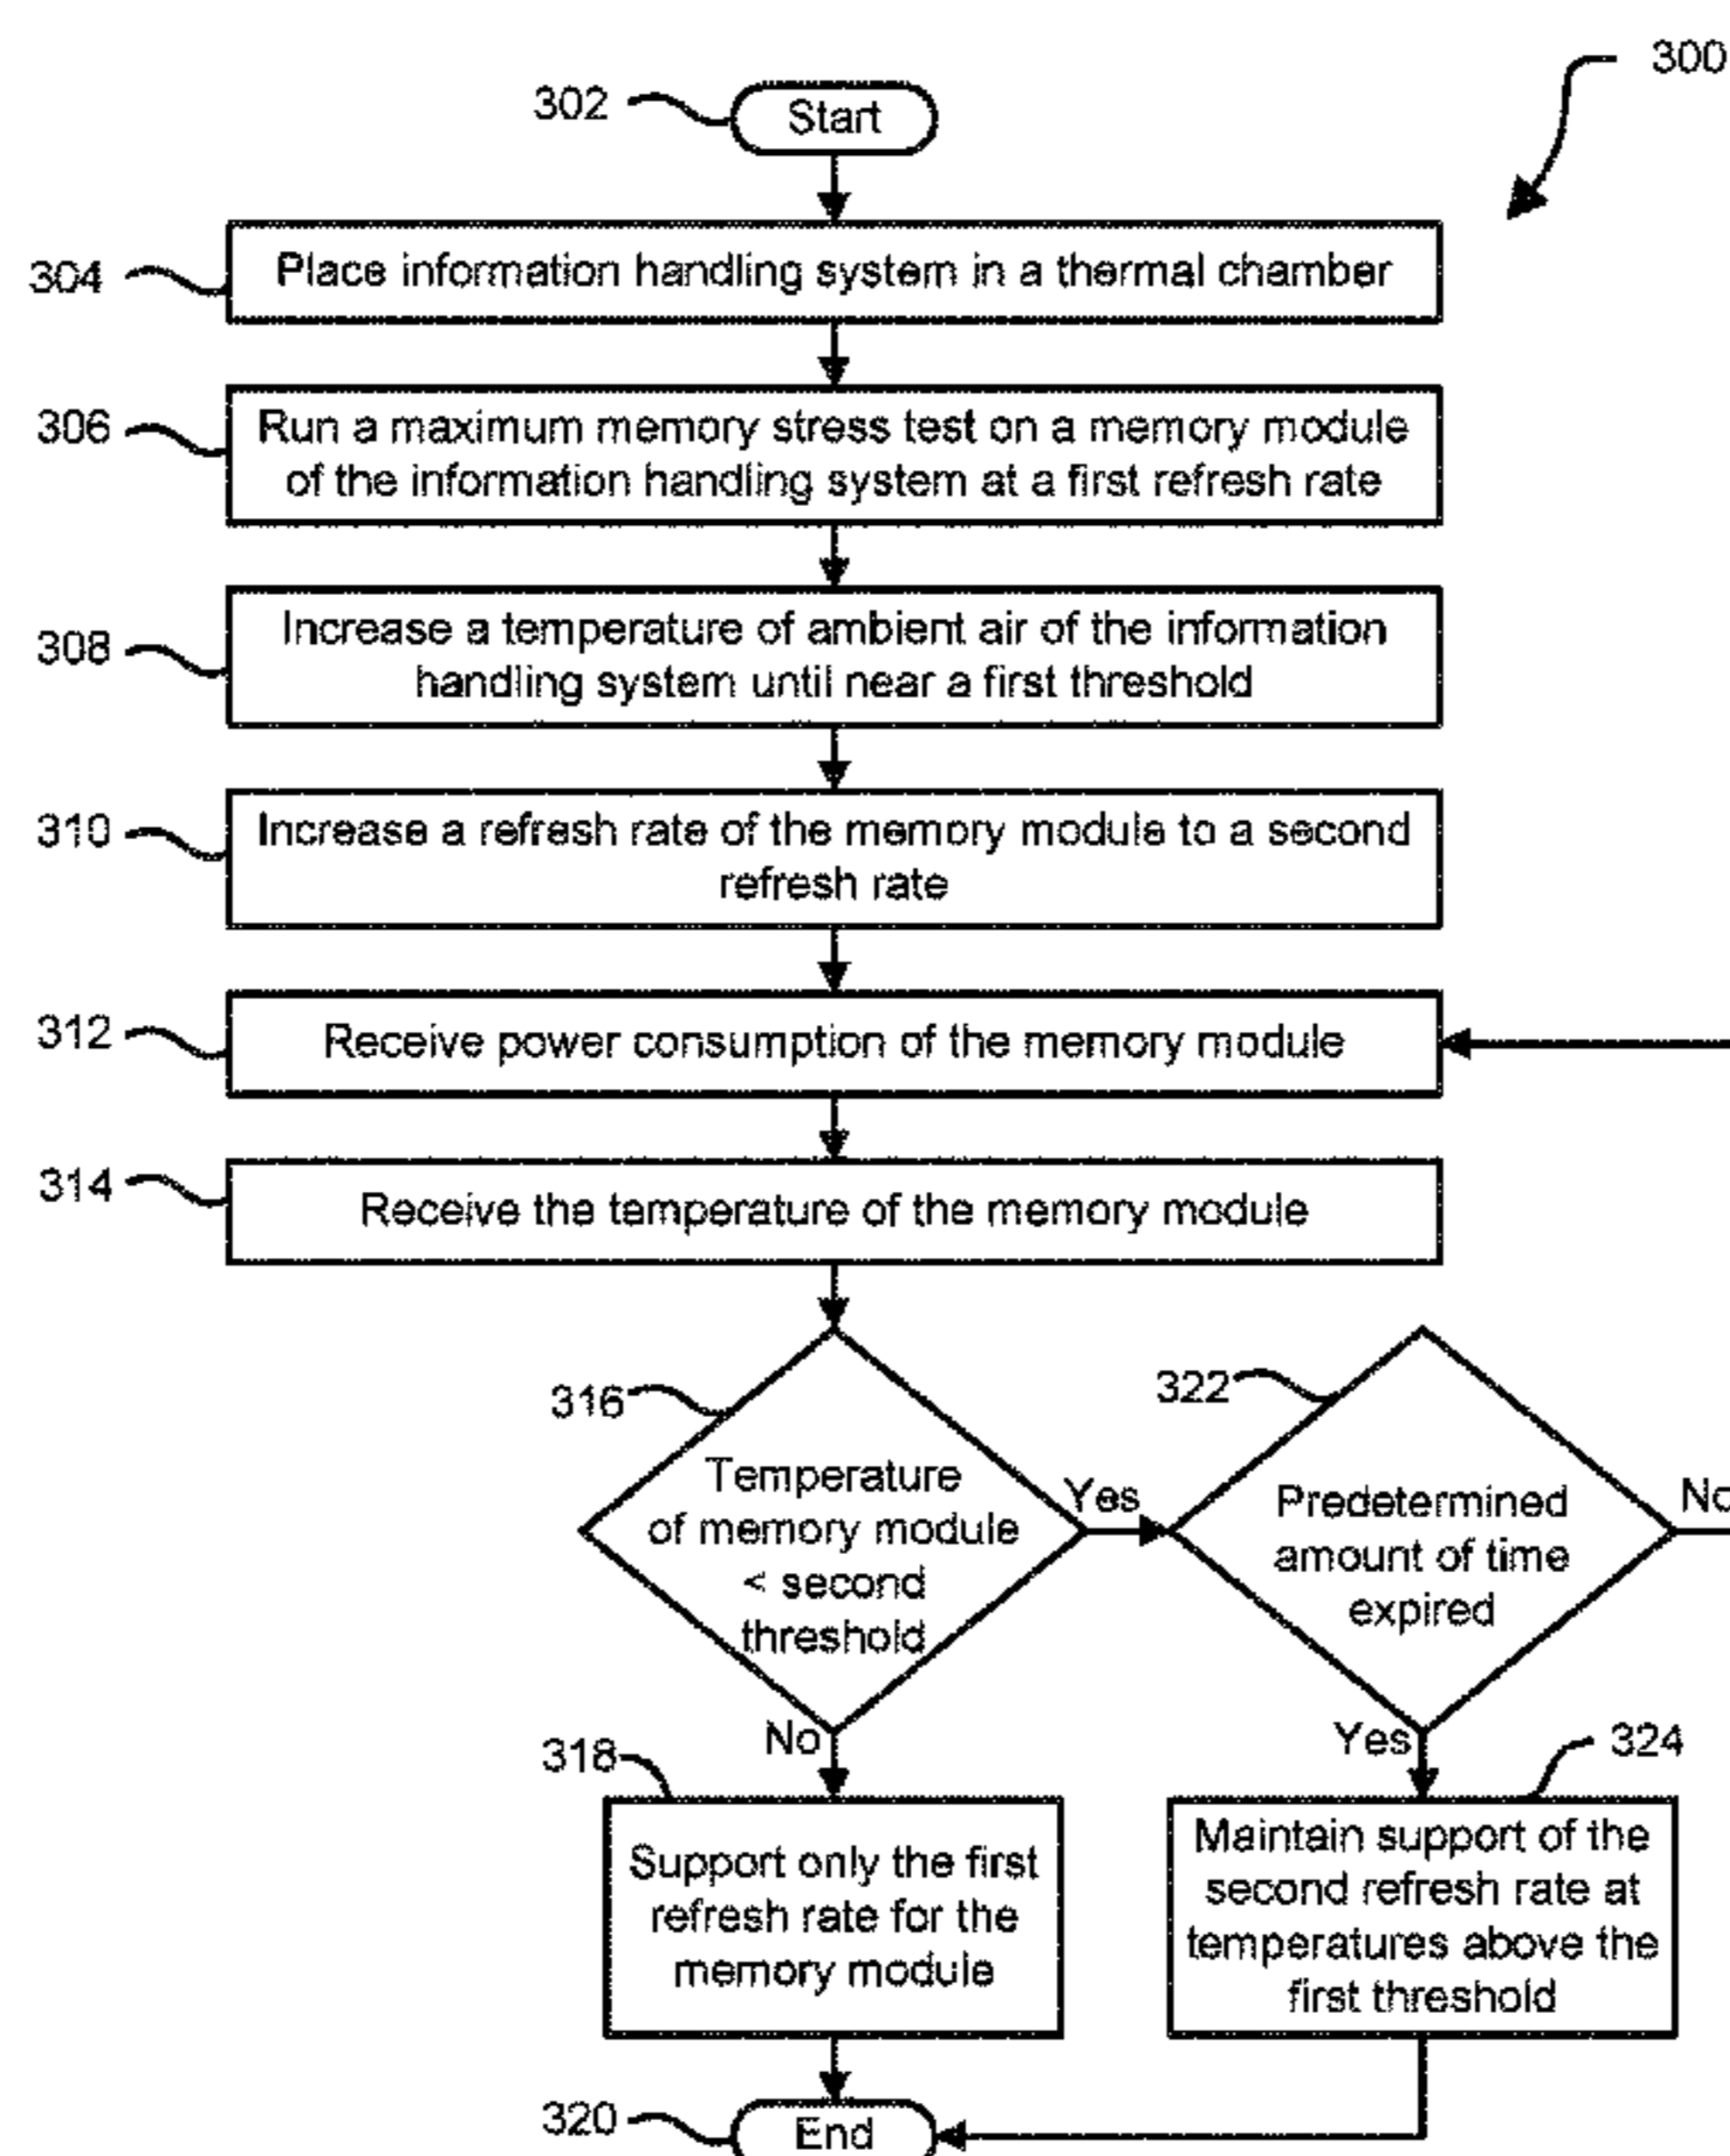 300
302
Start
304
Place information handling system in a thermal chamber
306
Run a maximum memory stress test on a memory module
of the information handling system at a first refresh rate
308
Increase a temperature of ambient air of the information
handling system until near a first threshold
310
Increase a refresh rate of the memory module to a second
refresh rate
312
Receive power consumption of the memory module
314
Receive the temperature of the memory module
316
Temperature
of memory module
< second
threshold
Yes
322
Predetermined
amount of time
expired
No
No
Yes
318
Support only the first
refresh rate for the
memory module
324
Maintain support of the
second refresh rate at
temperatures above the
first threshold
320
End